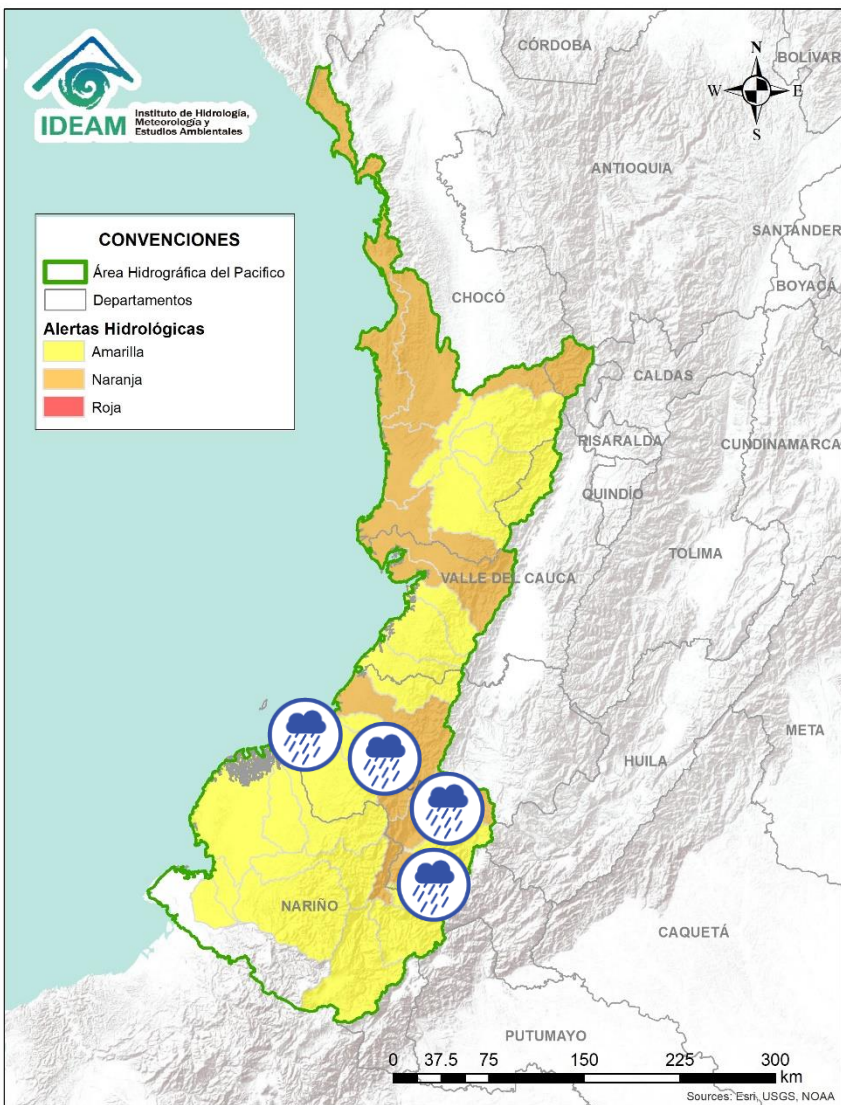 IDEAM
Instituto de Hidrología,
Meteorología y
Estudios Ambientales
CÓRDOBA
BOLÍVAR
N
W
E
S
ANTIOQUIA
SANTANDER
BOYACÁ
CONVENCIONES
Área Hidrográfica del Pacifico
Departamentos
Alertas Hidrológicas
Amarilla
Naranja
Roja
CHOCÓ
CALDAS
RISARALDA
CUNDINAMARCA
QUINDÍO
TOLIMA
VALLE DEL CAUCA
META
HUILA
NARIÑO
CAQUETÁ
PUTUMAYO
0 37.5 75 150 225 300
km
Sources: Esri, USGS, NOAA